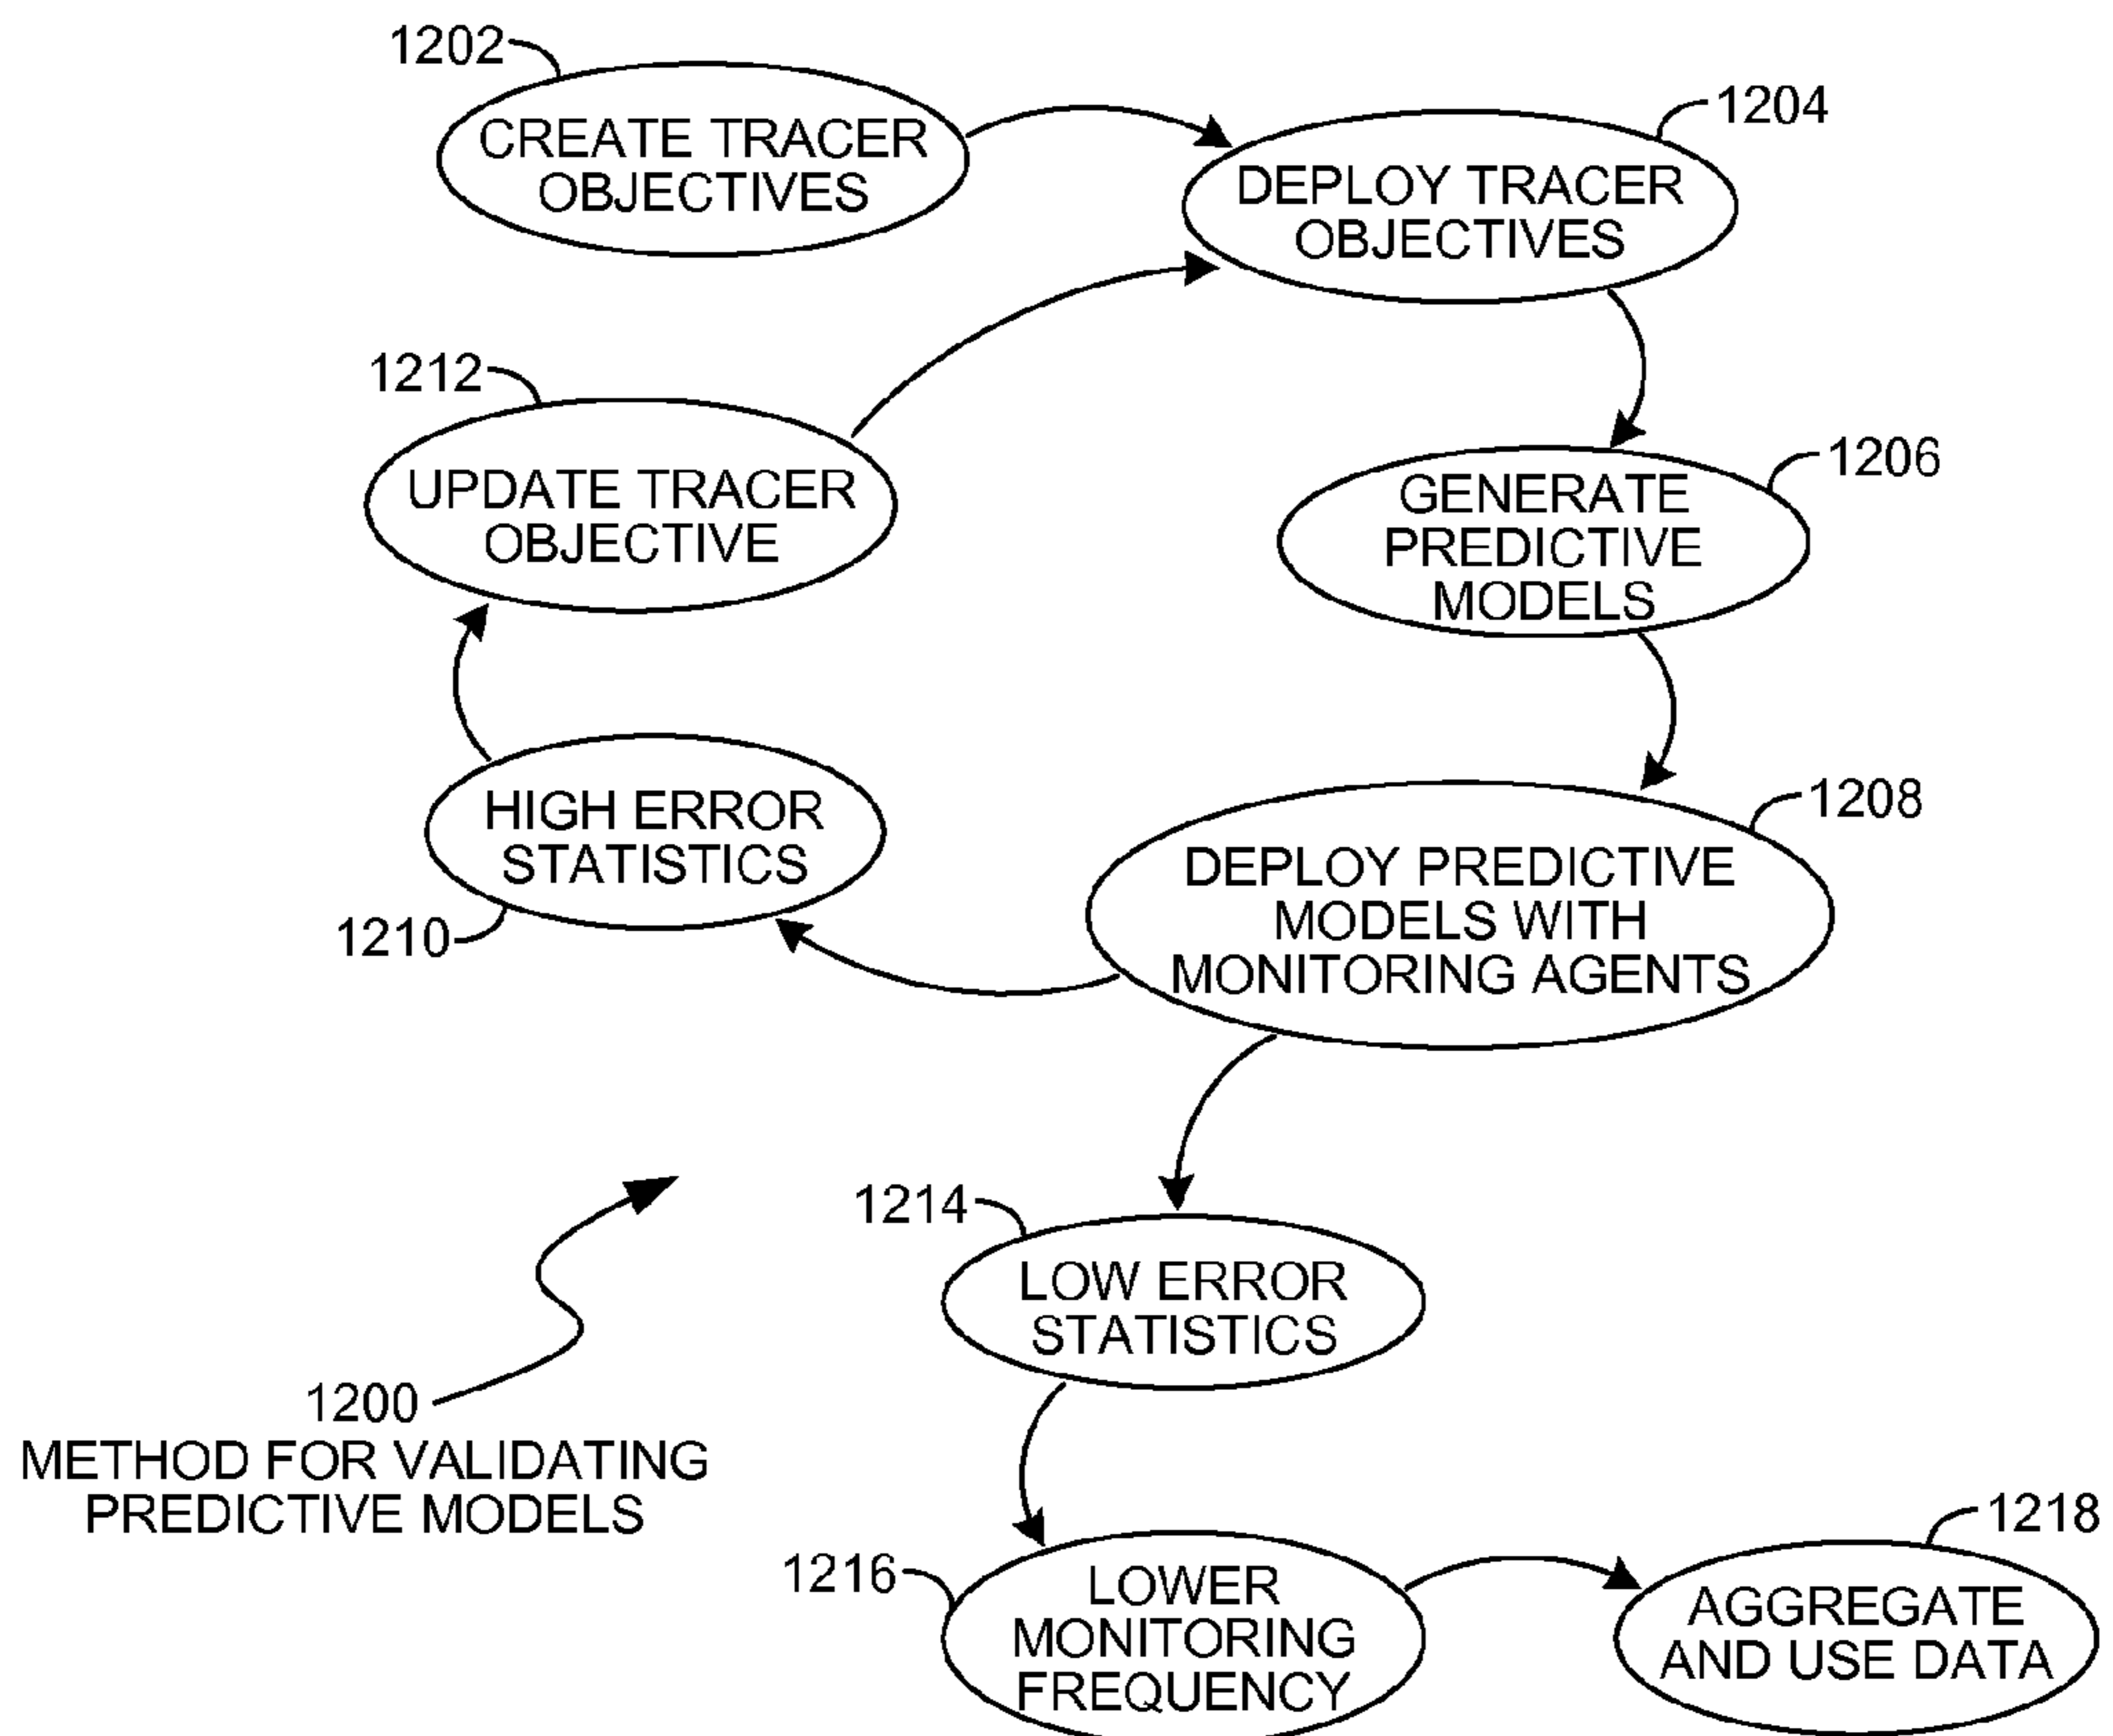 1202
CREATE TRACER
OBJECTIVES
1204
DEPLOY TRACER
OBJECTIVES
1212
UPDATE TRACER
OBJECTIVE
1206
GENERATE
PREDICTIVE
MODELS
HIGH ERROR
STATISTICS
1210
1208
DEPLOY PREDICTIVE
MODELS WITH
MONITORING AGENTS
1214
LOW ERROR
STATISTICS
1200
METHOD FOR VALIDATING
PREDICTIVE MODELS
1216
LOWER
MONITORING
FREQUENCY
1218
AGGREGATE
AND USE DATA